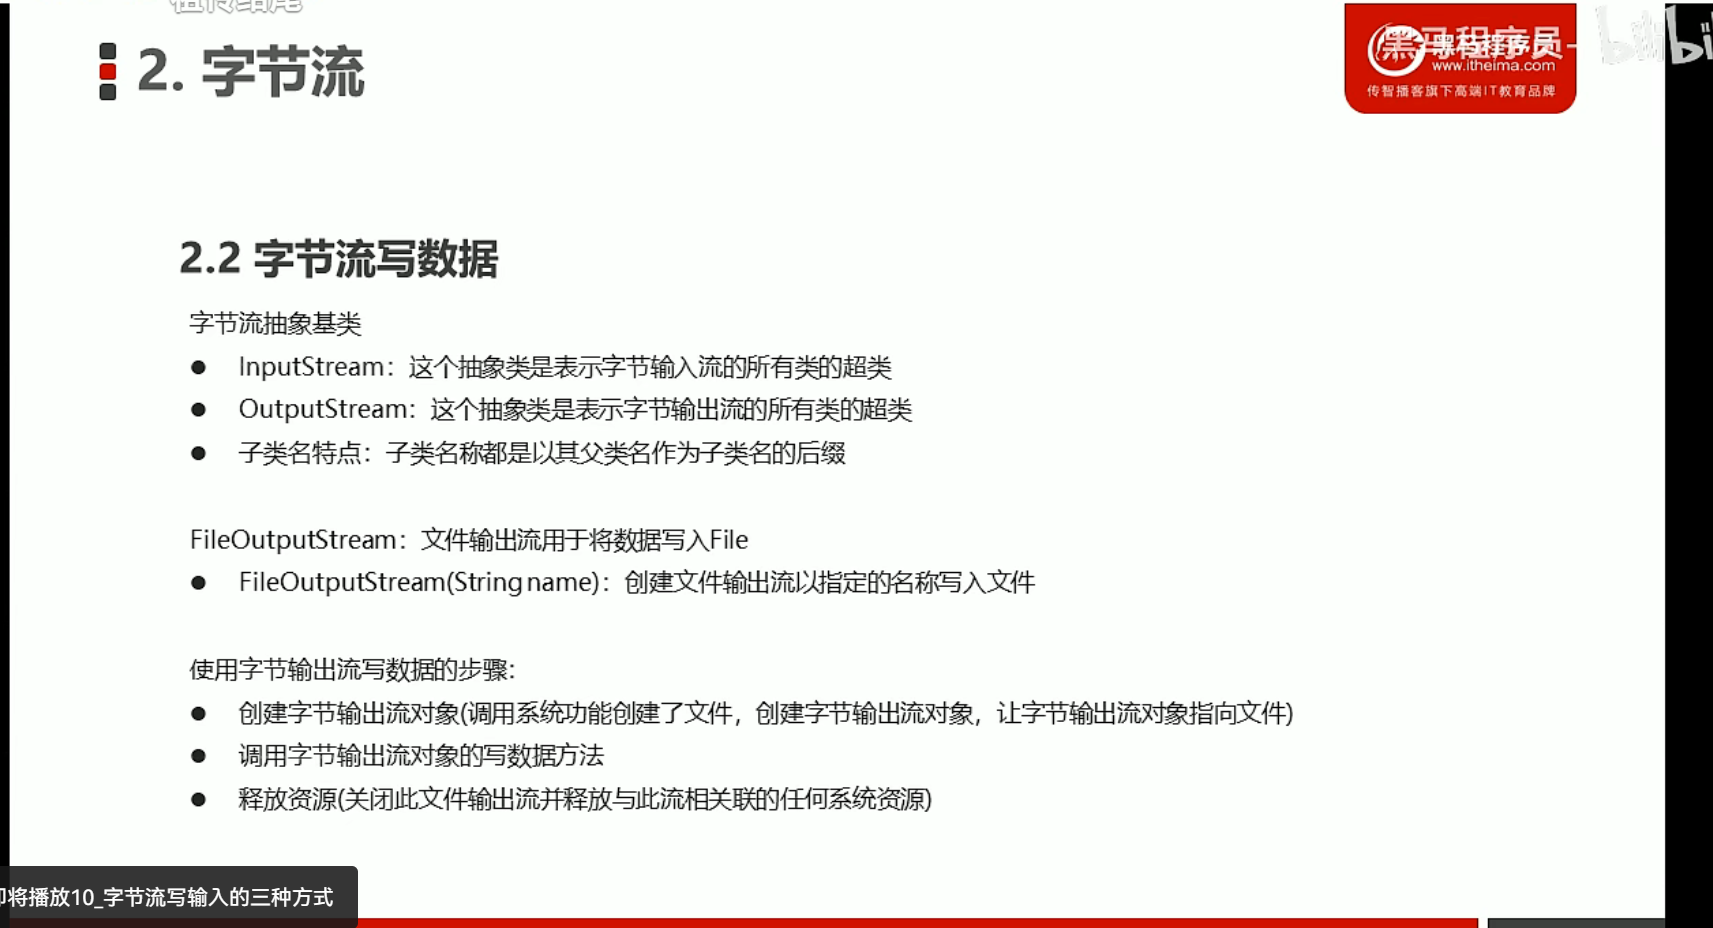 2. 字节流
黑马程序员
www.itheima.com
传智播客旗下高端IT教育品牌
bilibili
2.2 字节流写数据
字节流抽象基类
● InputStream：这个抽象类是表示字节输入流的所有类的超类
● OutputStream：这个抽象类是表示字节输出流的所有类的超类
● 子类名特点：子类名称都是以其父类名作为子类名的后缀
FileOutputStream：文件输出流用于将数据写入File
● FileOutputStream(String name)：创建文件输出流以指定的名称写入文件
使用字节输出流写数据的步骤：
● 创建字节输出流对象(调用系统功能创建了文件，创建字节输出流对象，让字节输出流对象指向文件)
● 调用字节输出流对象的写数据方法
● 释放资源(关闭此文件输出流并释放与此流相关联的任何系统资源)
即将播放10_字节流写输入的三种方式